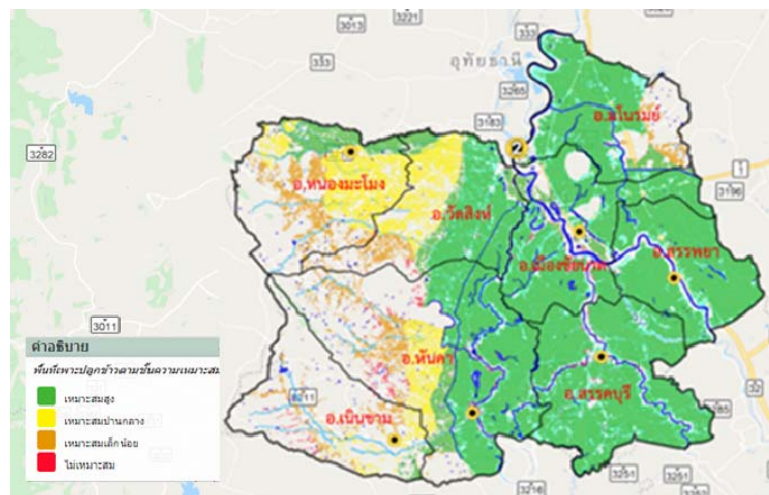 3013
3221
333
333
อุทัยธานี
3265
3183
อ.มโนรมย์
3282
2
1
3196
อ.หนองมะโมง
อ.วัดสิงห์
อ.เมืองชัยนาท
อ.สรรพยา
3011
คำอธิบาย
พื้นที่เพาะปลูกข้าวตามชั้นความเหมาะสม
เหมาะสมสูง
เหมาะสมปานกลาง
เหมาะสมเล็กน้อย
ไม่เหมาะสม
อ.หันคา
3211
อ.เนินขาม
อ.สรรคบุรี
3251
3251